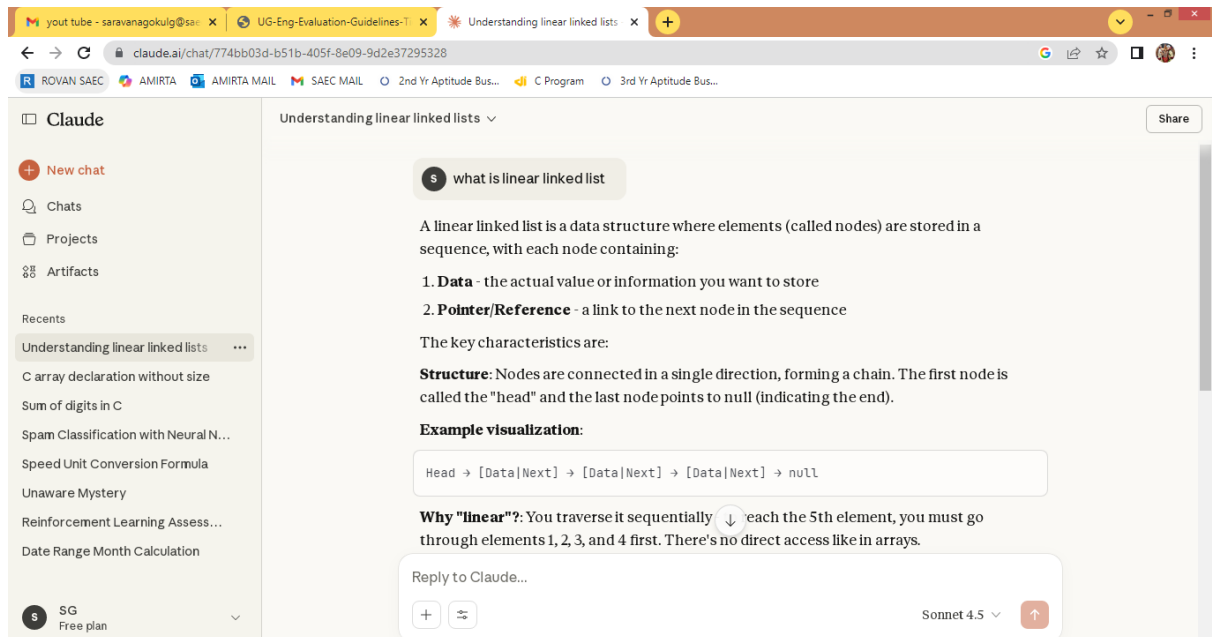 yout tube - saravanagokulg@sae
UG-Eng-Evaluation-Guidelines-T
Understanding linear linked lists
claude.ai/chat/774bb03d-b51b-405f-8e09-9d2e37295328
ROVAN SAEC
AMIRTA
AMIRTA MAIL
SAEC MAIL
2nd Yr Aptitude Bus...
C Program
3rd Yr Aptitude Bus...
Claude
New chat
Chats
Projects
Artifacts
Recents
Understanding linear linked lists
C array declaration without size
Sum of digits in C
Spam Classification with Neural N...
Speed Unit Conversion Formula
Unaware Mystery
Reinforcement Learning Assess...
Date Range Month Calculation
S
SG
Free plan
Understanding linear linked lists
Share
S what is linear linked list
A linear linked list is a data structure where elements (called nodes) are stored in a
sequence, with each node containing:
1. Data - the actual value or information you want to store
2. Pointer/Reference - a link to the next node in the sequence
The key characteristics are:
Structure: Nodes are connected in a single direction, forming a chain. The first node is
called the "head" and the last node points to null (indicating the end).
Example visualization:
Head → [Data|Next] → [Data|Next] → [Data|Next] → null
Why "linear"?: You traverse it sequentially each the 5th element, you must go
through elements 1, 2, 3, and 4 first. There's no direct access like in arrays.
Reply to Claude...
Sonnet 4.5